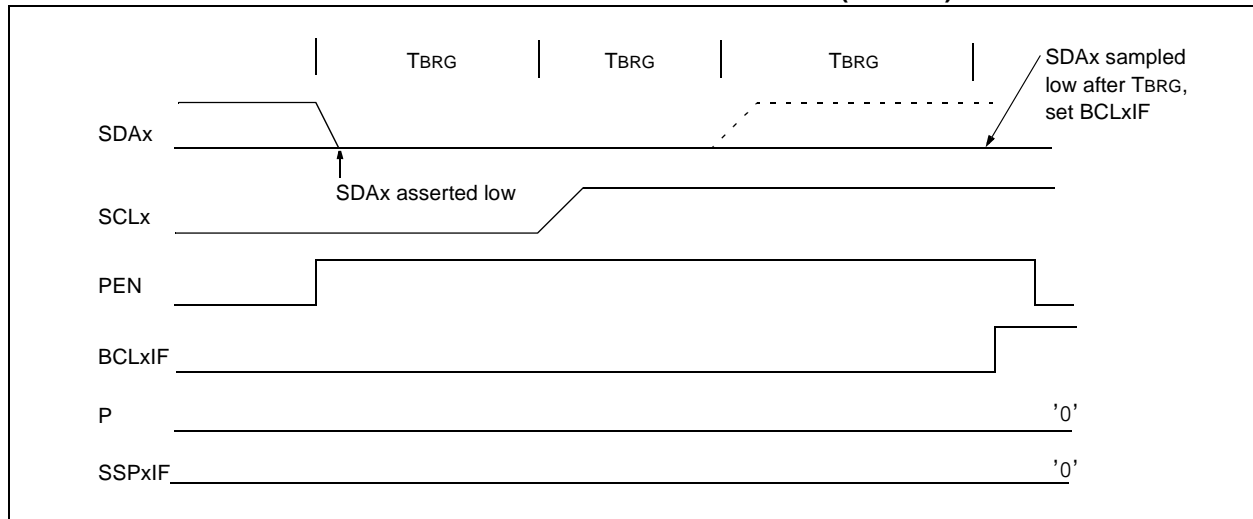 TBRG TBRG TBRG
SDAx sampled
low after TBRG,
set BCLxIF
SDAx
SDAx asserted low
SCLx
PEN
BCLxIF
P '0'
SSPxIF '0'